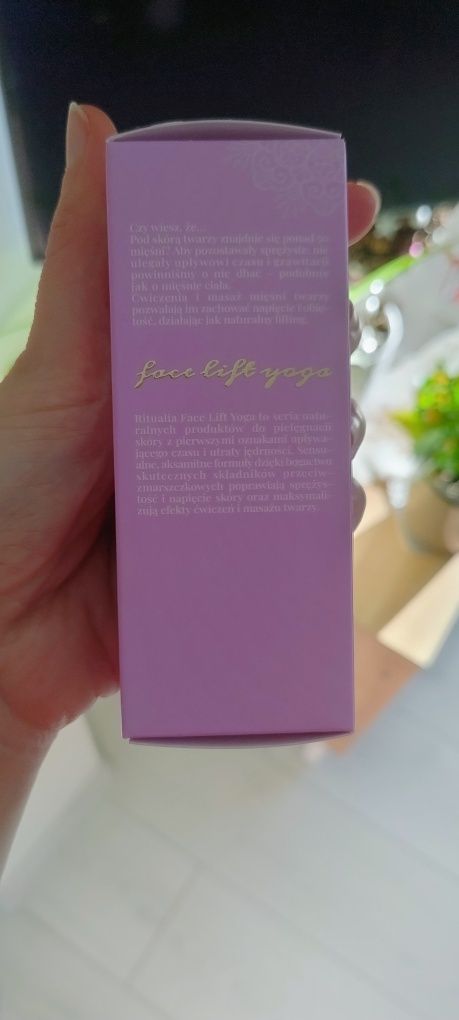 Czy wiesz, że...
Pod skórą twarzy znajduje się ponad 50
mięśni? Aby pozostawały sprężyste, nie
ulegały upływowi czasu i grawitacji
powinniśmy o nie dbać – podobnie
jak o mięśnie ciała.
Ćwiczenia i masaż mięśni twarzy
pozwalają im zachować napięcie i obję-
tość, działając jak naturalny lifting.
face lift yoga
Ritualia Face Lift Yoga to seria natu-
ralnych produktów do pielęgnacji
skóry z pierwszymi oznakami upływa-
jącego czasu i utraty jędrności. Sensu-
alne, aksamitne formuły dzięki bogactwu
skutecznych składników przeciw-
zmarszczkowych poprawiają spręży-
stość i napięcie skóry oraz maksymali-
zują efekty ćwiczeń i masażu twarzy.